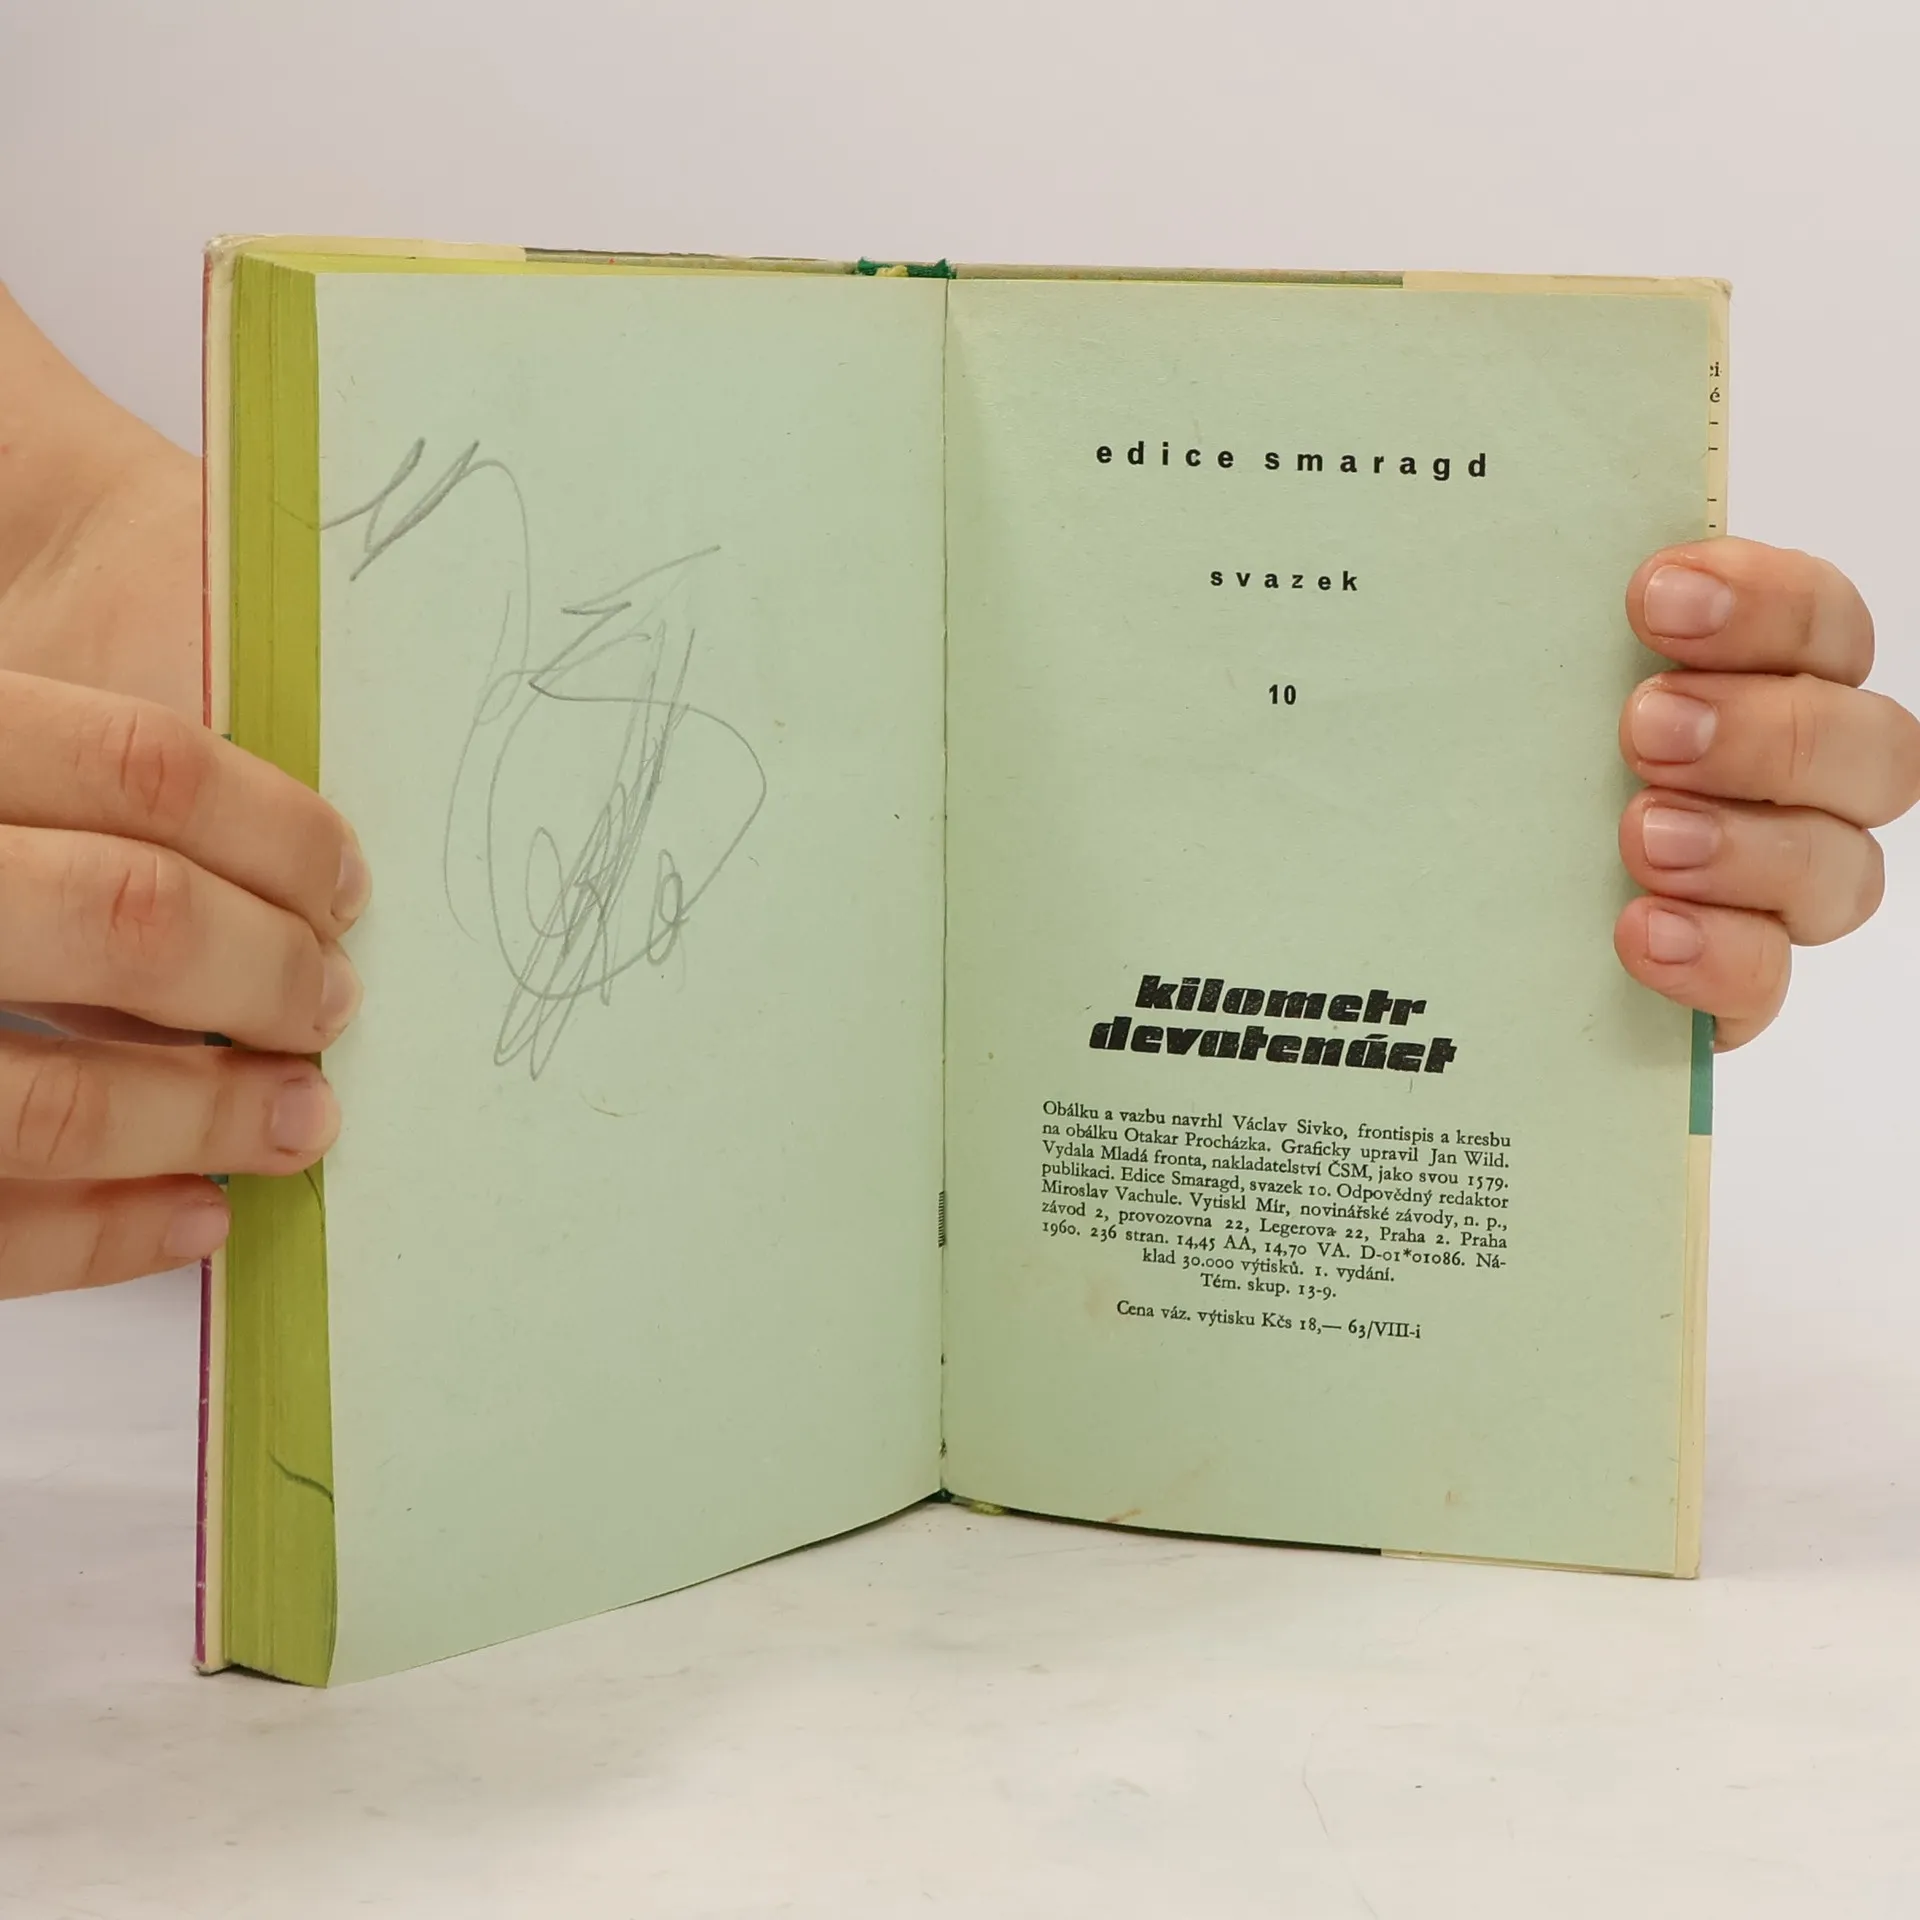 edice smaragd
svazek
10
kilometr
devatenáct
Obálku a vazbu navrhl Václav Sivko, frontispis a kresbu
na obálku Otakar Procházka. Graficky upravil Jan Wild.
Vydala Mladá fronta, nakladatelství ČSM, jako svou 1579.
publikaci. Edice Smaragd, svazek 10. Odpovědný redaktor
Miroslav Vachule. Vytiskl Mír, novinářské závody, n. p.,
závod 2, provozovna 22, Legerova 22, Praha 2. Praha
1960. 236 stran. 14,45 AA, 14,70 VA. D-01*01086. Ná-
klad 30.000 výtisků. 1. vydání.
Tém. skup. 13-9.
Cena váz. výtisku Kčs 18,— 63/VIII-1